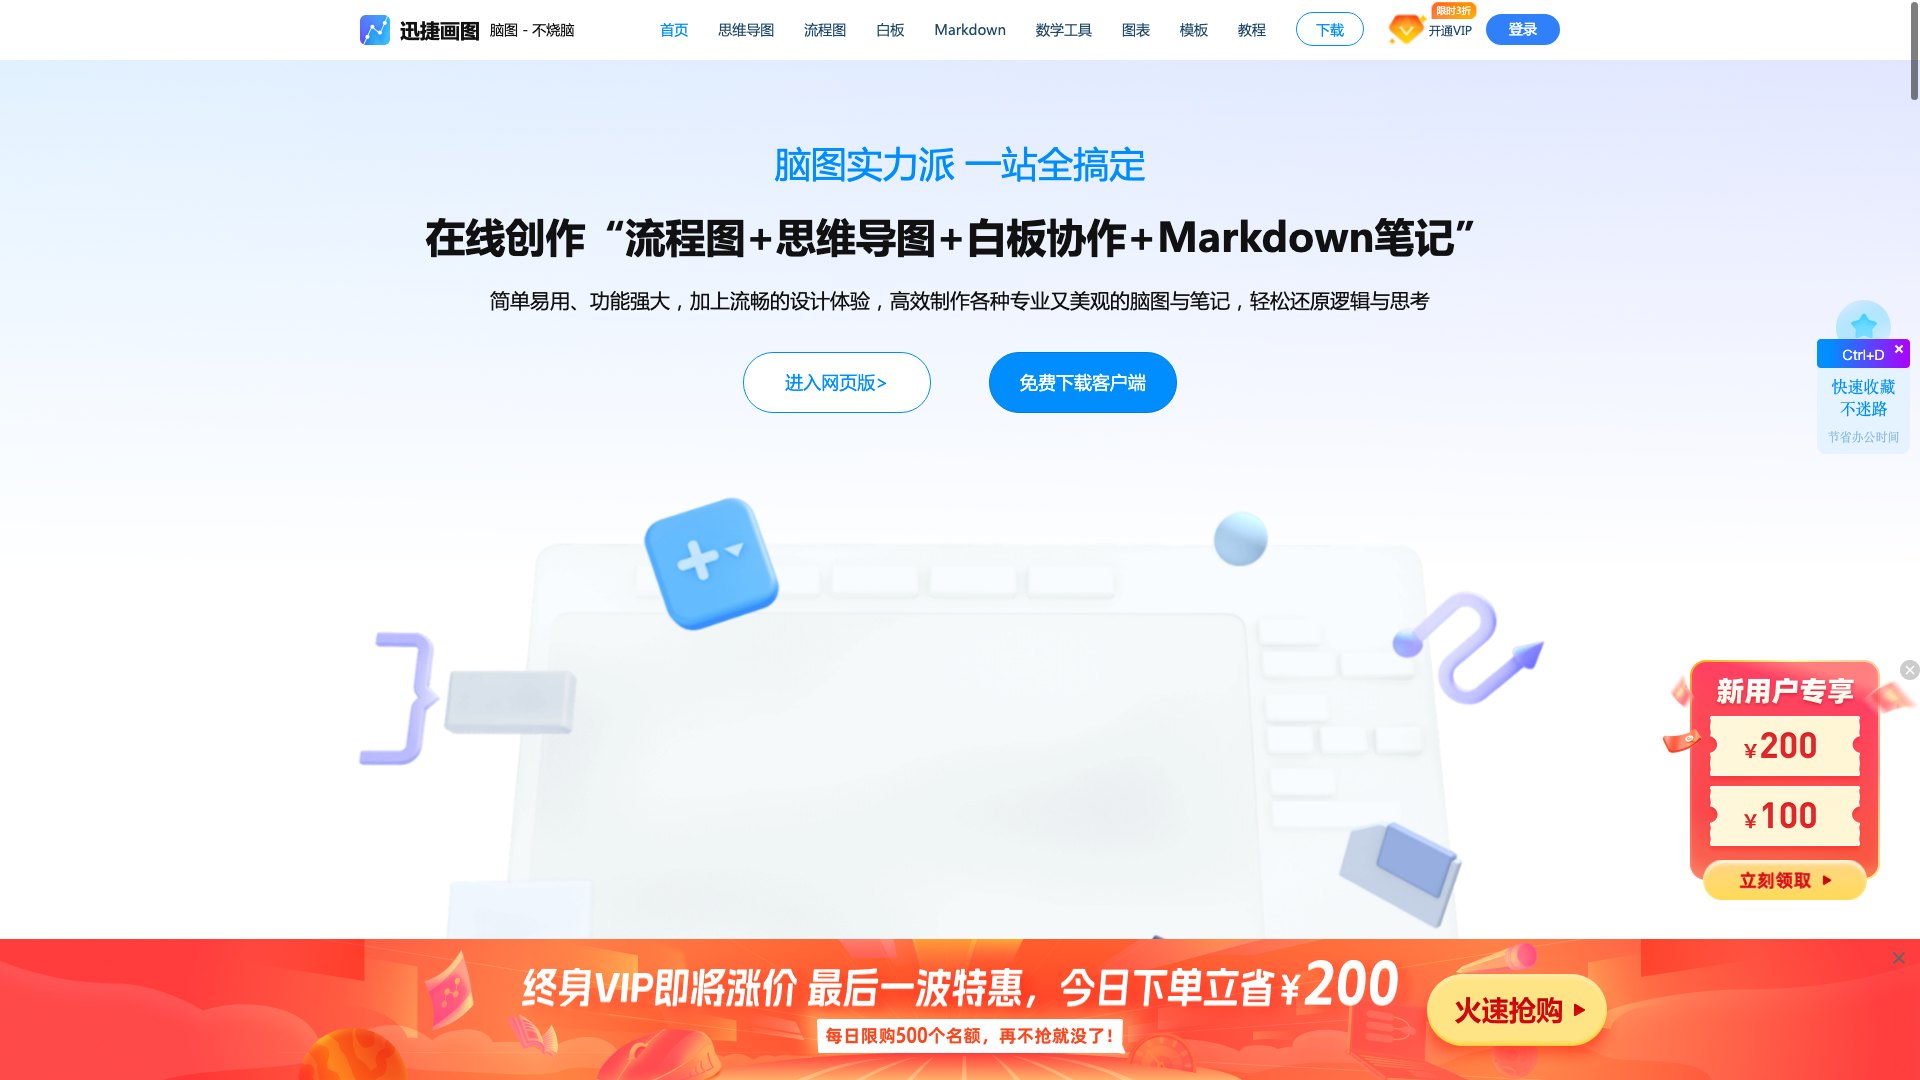 迅捷画图 脑图 - 不烧脑 首页 思维导图 流程图 白板 Markdown 数学工具 图表 模板 教程 下载 限时3折 开通VIP 登录
脑图实力派 一站全搞定
在线创作“流程图+思维导图+白板协作+Markdown笔记”
简单易用、功能强大，加上流畅的设计体验，高效制作各种专业又美观的脑图与笔记，轻松还原逻辑与思考
进入网页版> 免费下载客户端
Ctrl+D
快速收藏
不迷路
节省办公时间
新用户专享
¥200
¥100
立刻领取
终身VIP即将涨价 最后一波特惠，今日下单立省¥200
每日限购500个名额，再不抢就没了！
火速抢购